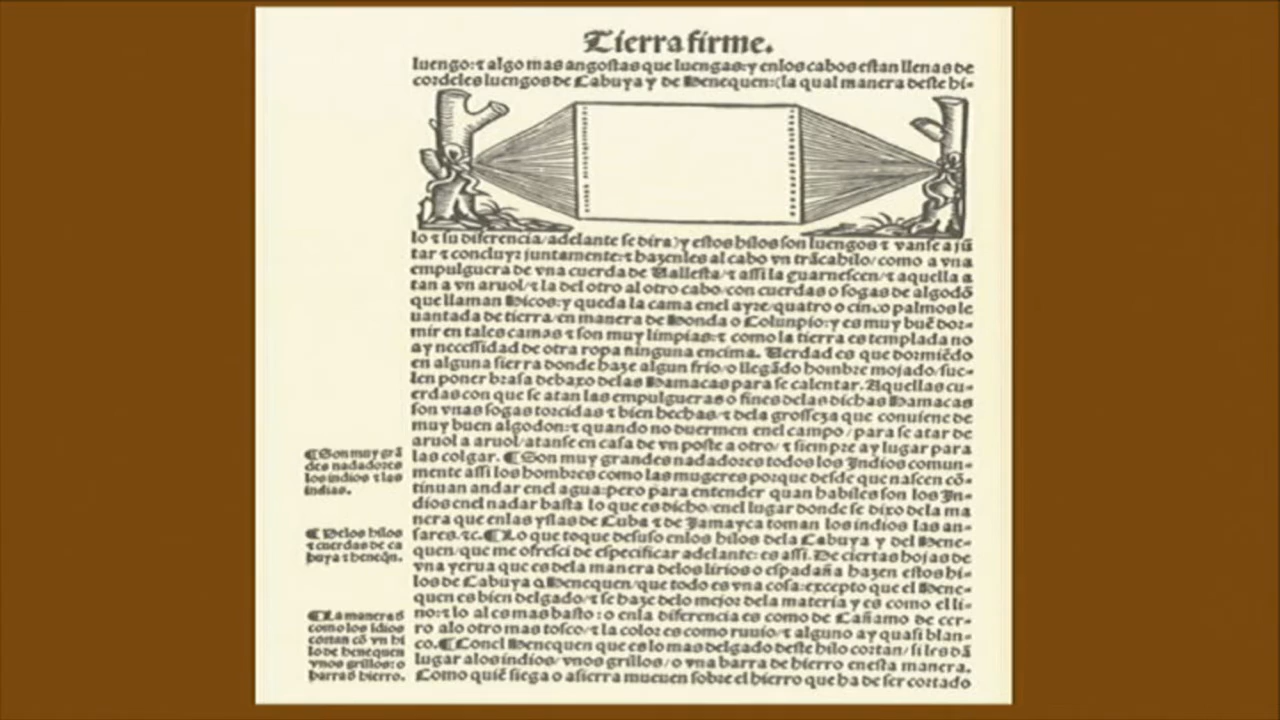 Tierra firme.
luengo:τ algo mas angostas que luengas:y enlos cabos estan llenas de
cordeles luengos de Cabuya y de Henequen:(la qual manera deste hi-
lo τ su diferencia/adelante se dira)y estos hilos son luengos τ vanse a jū
tar τ concluyr juntamente:τ hazenles al cabo vn trācahilo/como a vna
empulguera de vna cuerda de Ballesta/τ assi la guarnescen/τ aquella a
tan a vn aruol/τ la del otro al otro cabo/con cuerdas o sogas de algodō
que llaman Hicos:y queda la cama enel ayre/quatro o cinco palmos le
uantada de tierra/en manera de Honda o Columpio:y es muy buē dor-
mir en tales camas τ son muy limpias:τ como la tierra es templada no
ay necessidad de otra ropa ninguna encima. Verdad es que dormiēdo
en alguna sierra donde haze algun frio/o llegādo hombre mojado/sue-
len poner brasa debaxo delas Hamacas para se calentar. Aquellas cu-
erdas con que se atan las empulgueras o fines delas dichas Hamacas
son vnas sogas torcidas τ bien hechas/τ dela grosseza que conuiene de
muy buen algodon:τ quando no duermen enel campo/para se atar de
aruol a aruol/atanse en casa de vn poste a otro/τ siempre ay lugar para
las colgar. ¶Son muy grandes nadadores todos los Indios comun-
mente assi los hombres como las mugeres porque desde que nascen cō-
tinuan andar enel agua:pero para entender quan habiles son los In-
dios enel nadar basta lo que es dicho/enel lugar donde se dixo dela ma
nera que enlas yslas de Cuba τ de Jamayca toman los indios las an-
sares.τc.¶Lo que toque desuso enlos hilos dela Cabuya y del Hene-
quen/que me ofresci de especificar adelante: es assi. De ciertas hojas de
vna yerua que es dela manera delos lirios o espadaña hazen estos hi-
los de Cabuya o Henequen/que todo es vna cosa:excepto que el Hene-
quen es bien delgado/τ se haze delo mejor dela materia y es como el li-
no:τ lo al es mas basto:o enla diferencia es como de Cañamo de cer-
ro alo otro mas tosco/τ la color es como ruuio/τ alguno ay quasi blan-
co.¶Conel Henequen que es lo mas delgado deste hilo cortan/si les dā
lugar alos indios/vnos grillos/o vna barra de hierro enesta manera.
Como quiē siega o asierra mueuen sobre el hierro que ha de ser cortado
¶Son muy grā
des nadadores
los indios τ las
indias.
¶Delos hilos
τ cuerdas de ca
buya τ heneqn̄.
¶La manera d̄
como los īdios
cortan cō vn hi
lo de henequen
vnos grillos:o
barras d̄ hierro.